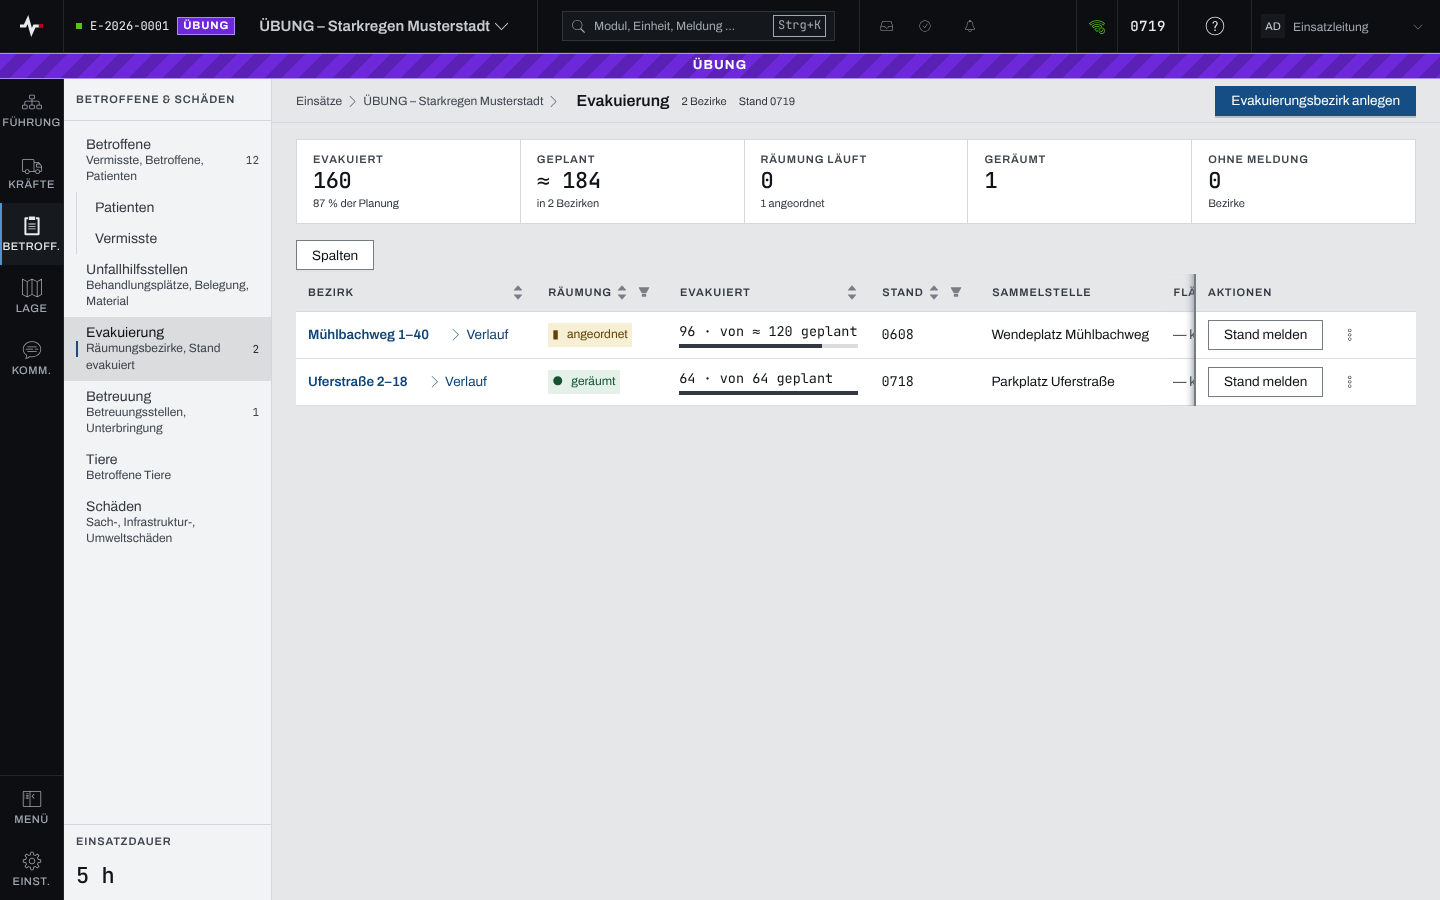 E-2026-0001 ÜBUNG ÜBUNG – Starkregen Musterstadt Modul, Einheit, Meldung ... Strg+K 0719 AD Einsatzleitung
ÜBUNG
FÜHRUNG
KRÄFTE
BETROFF.
LAGE
KOMM.
MENÜ
EINST.
BETROFFENE & SCHÄDEN
Betroffene
Vermisste, Betroffene, 12
Patienten
Patienten
Vermisste
Unfallhilfsstellen
Behandlungsplätze, Belegung,
Material
Evakuierung
Räumungsbezirke, Stand 2
evakuiert
Betreuung
Betreuungsstellen, 1
Unterbringung
Tiere
Betroffene Tiere
Schäden
Sach-, Infrastruktur-,
Umweltschäden
EINSATZDAUER
5 h
Einsätze ÜBUNG – Starkregen Musterstadt Evakuierung 2 Bezirke Stand 0719 Evakuierungsbezirk anlegen
EVAKUIERT GEPLANT RÄUMUNG LÄUFT GERÄUMT OHNE MELDUNG
160 ≈ 184 0 1 0
87 % der Planung in 2 Bezirken 1 angeordnet Bezirke
Spalten
BEZIRK RÄUMUNG EVAKUIERT STAND SAMMELSTELLE FLÄ AKTIONEN
Mühlbachweg 1–40 Verlauf angeordnet 96 · von ≈ 120 geplant 0608 Wendeplatz Mühlbachweg — k Stand melden
Uferstraße 2–18 Verlauf geräumt 64 · von 64 geplant 0718 Parkplatz Uferstraße — k Stand melden